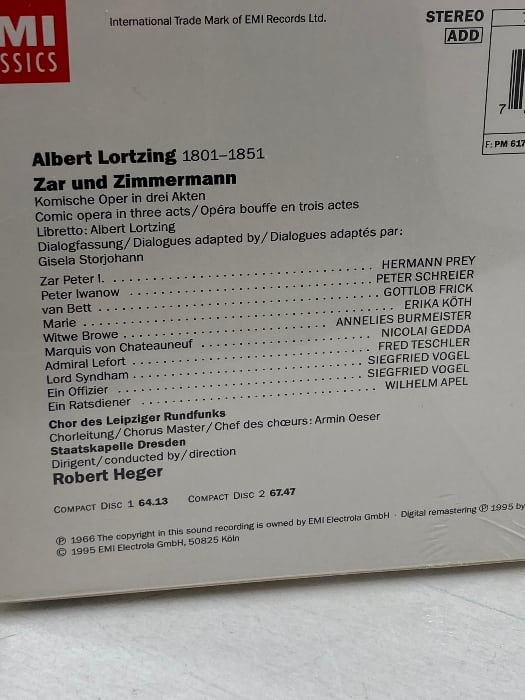 EMI
CLASSICS
International Trade Mark of EMI Records Ltd.
STEREO
ADD
7
F: PM 617
Albert Lortzing 1801–1851
Zar und Zimmermann
Komische Oper in drei Akten
Comic opera in three acts/Opéra bouffe en trois actes
Libretto: Albert Lortzing
Dialogfassung/Dialogues adapted by/Dialogues adaptés par:
Gisela Storjohann
Zar Peter I. . . . . . . . . . . . . . . . . . . . . . . . . . . . . . . HERMANN PREY
Peter Iwanow . . . . . . . . . . . . . . . . . . . . . . . . . . . . PETER SCHREIER
van Bett . . . . . . . . . . . . . . . . . . . . . . . . . . . . . . . . GOTTLOB FRICK
Marie . . . . . . . . . . . . . . . . . . . . . . . . . . . . . . . . . . . ERIKA KÖTH
Witwe Browe . . . . . . . . . . . . . . . . . . . . . . . . ANNELIES BURMEISTER
Marquis von Chateauneuf . . . . . . . . . . . . . . . . . . . . NICOLAI GEDDA
Admiral Lefort . . . . . . . . . . . . . . . . . . . . . . . . . . . FRED TESCHLER
Lord Syndham . . . . . . . . . . . . . . . . . . . . . . . . . . . SIEGFRIED VOGEL
Ein Offizier . . . . . . . . . . . . . . . . . . . . . . . . . . . . . SIEGFRIED VOGEL
Ein Ratsdiener . . . . . . . . . . . . . . . . . . . . . . . . . . . WILHELM APEL
Chor des Leipziger Rundfunks
Chorleitung/Chorus Master/Chef des chœurs: Armin Oeser
Staatskapelle Dresden
Dirigent/conducted by/direction
Robert Heger
COMPACT DISC 1 64.13 COMPACT DISC 2 67.47
℗ 1966 The copyright in this sound recording is owned by EMI Electrola GmbH · Digital remastering ℗ 1995 by
© 1995 EMI Electrola GmbH, 50825 Köln